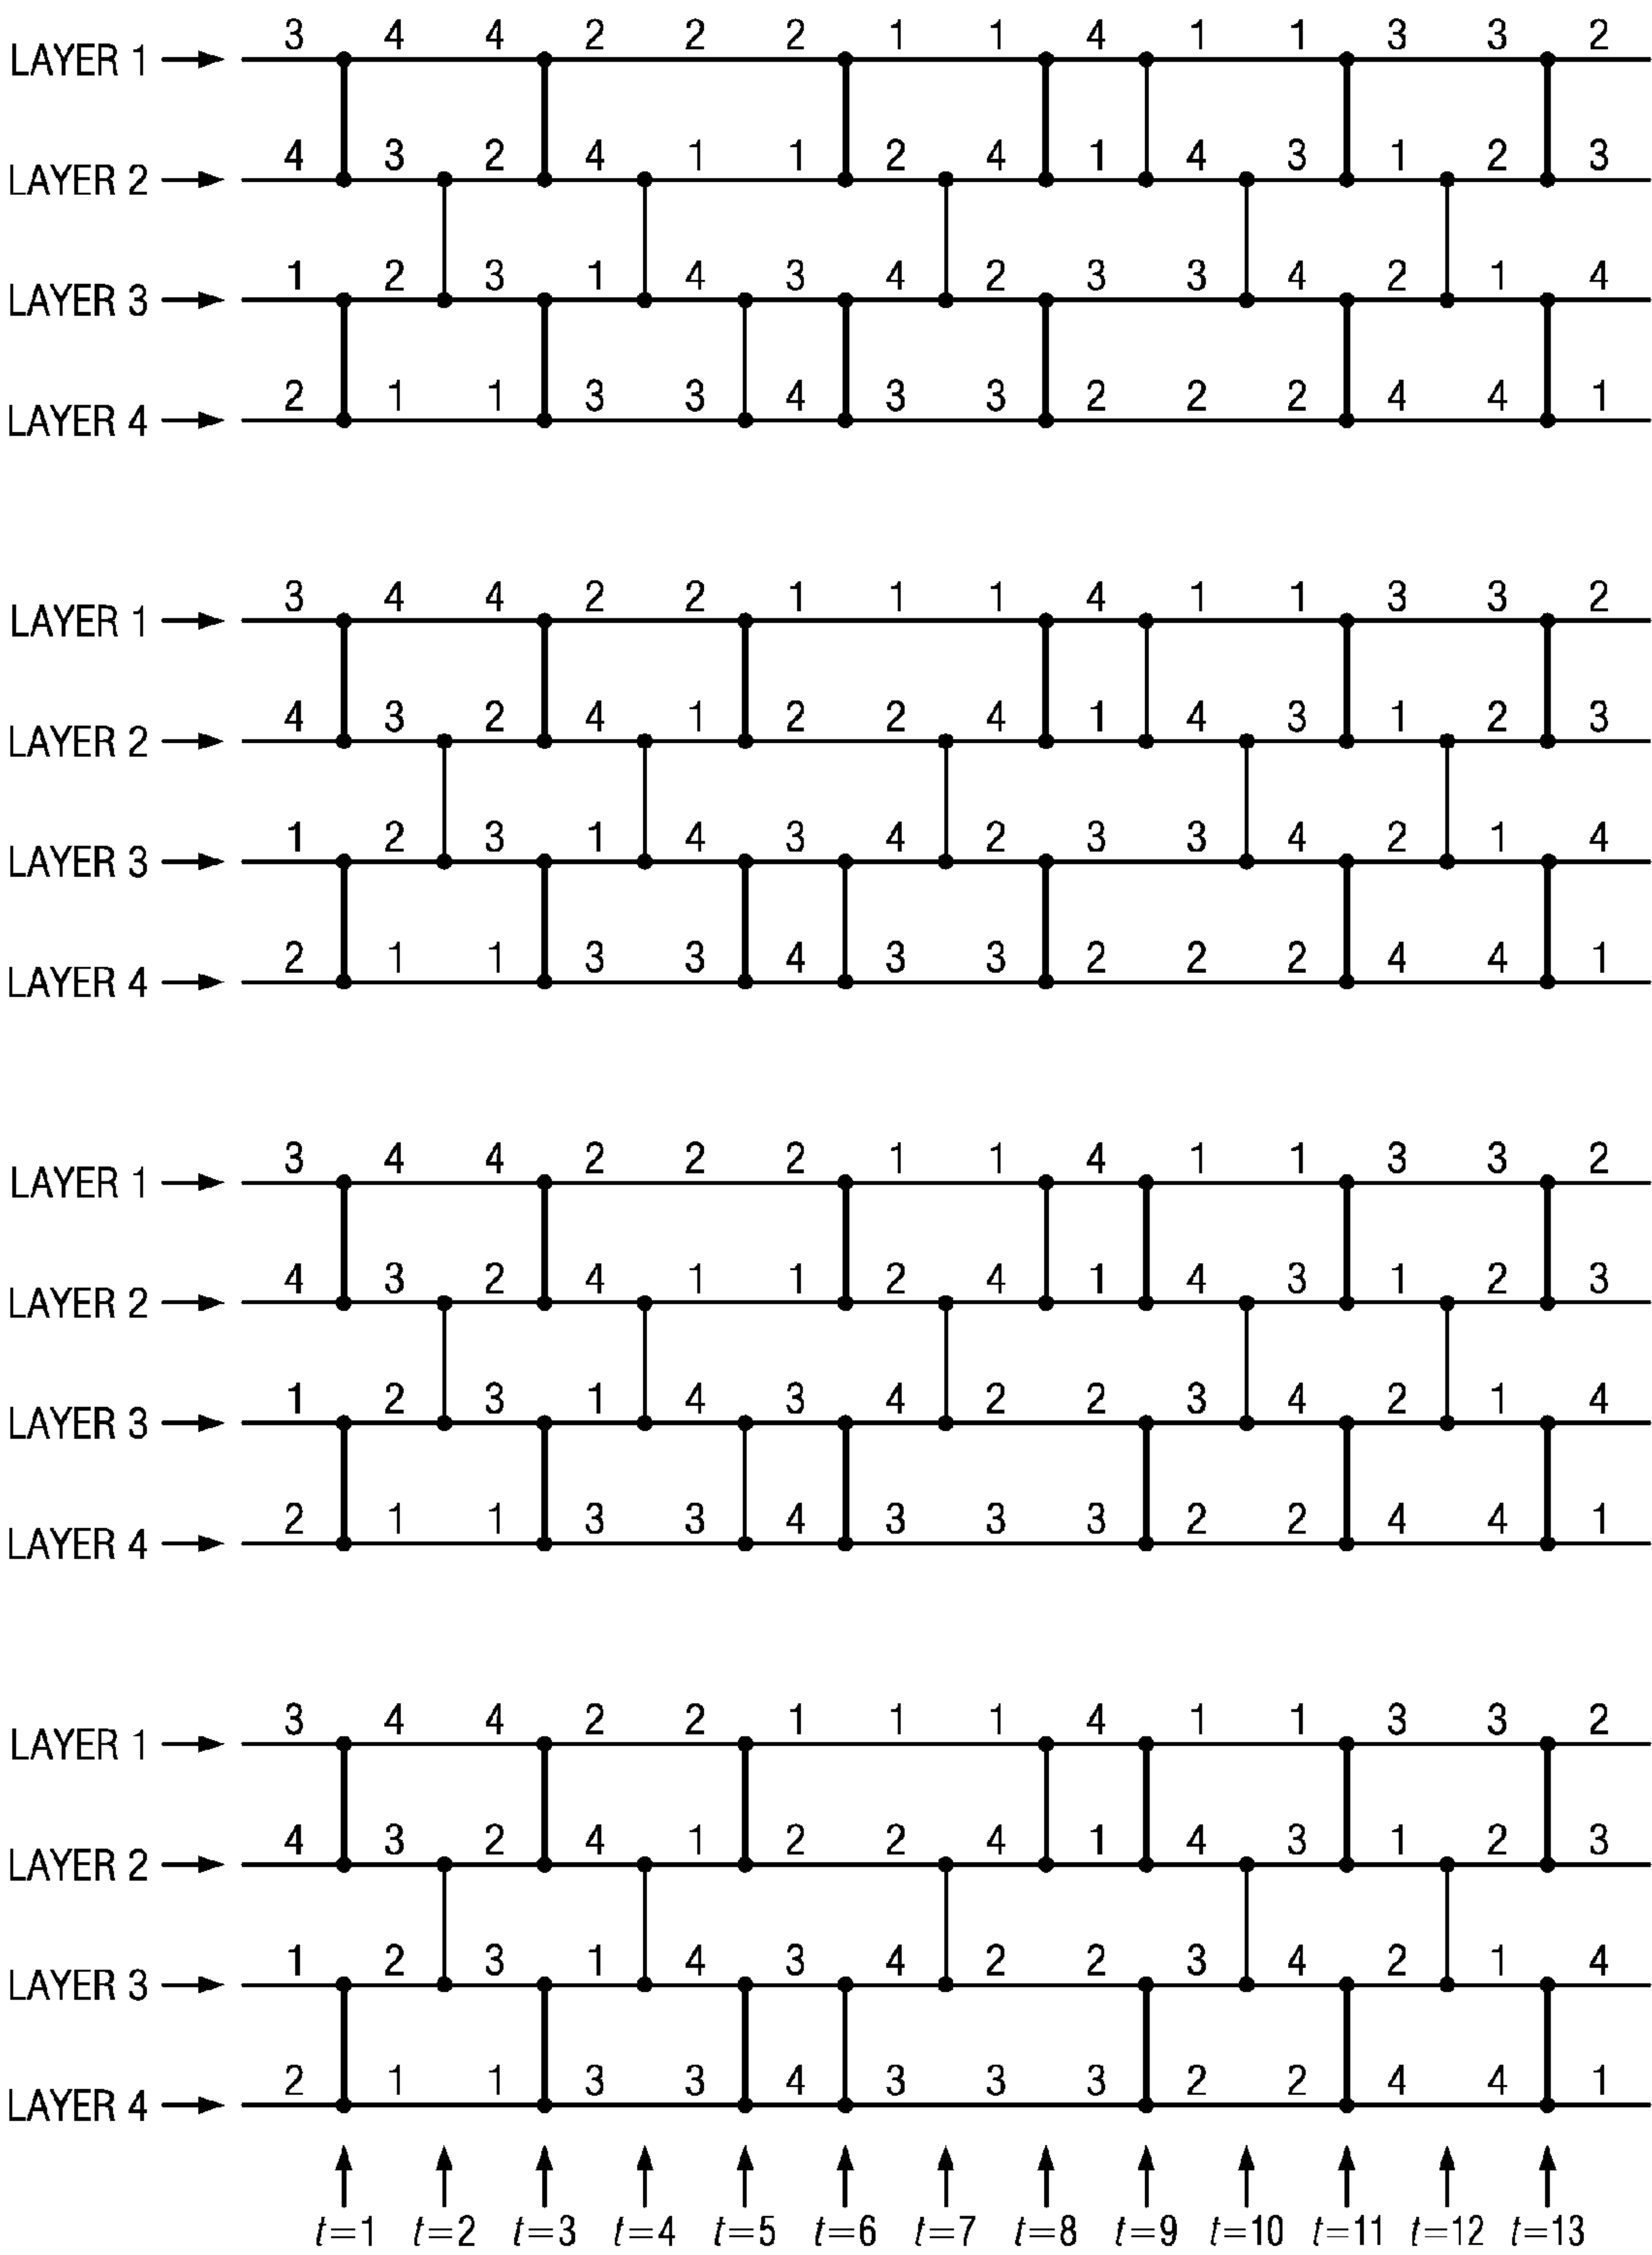 LAYER 1 3 4 4 2 2 2 1 1 4 1 1 3 3 2
LAYER 2 4 3 2 4 1 1 2 4 1 4 3 1 2 3
LAYER 3 1 2 3 1 4 3 4 2 3 3 4 2 1 4
LAYER 4 2 1 1 3 3 4 3 3 2 2 2 4 4 1
LAYER 1 3 4 4 2 2 1 1 1 4 1 1 3 3 2
LAYER 2 4 3 2 4 1 2 2 4 1 4 3 1 2 3
LAYER 3 1 2 3 1 4 3 4 2 3 3 4 2 1 4
LAYER 4 2 1 1 3 3 4 3 3 2 2 2 4 4 1
LAYER 1 3 4 4 2 2 2 1 1 4 1 1 3 3 2
LAYER 2 4 3 2 4 1 1 2 4 1 4 3 1 2 3
LAYER 3 1 2 3 1 4 3 4 2 2 3 4 2 1 4
LAYER 4 2 1 1 3 3 4 3 3 3 2 2 4 4 1
LAYER 1 3 4 4 2 2 1 1 1 4 1 1 3 3 2
LAYER 2 4 3 2 4 1 2 2 4 1 4 3 1 2 3
LAYER 3 1 2 3 1 4 3 4 2 2 3 4 2 1 4
LAYER 4 2 1 1 3 3 4 3 3 3 2 2 4 4 1
t=1 t=2 t=3 t=4 t=5 t=6 t=7 t=8 t=9 t=10 t=11 t=12 t=13